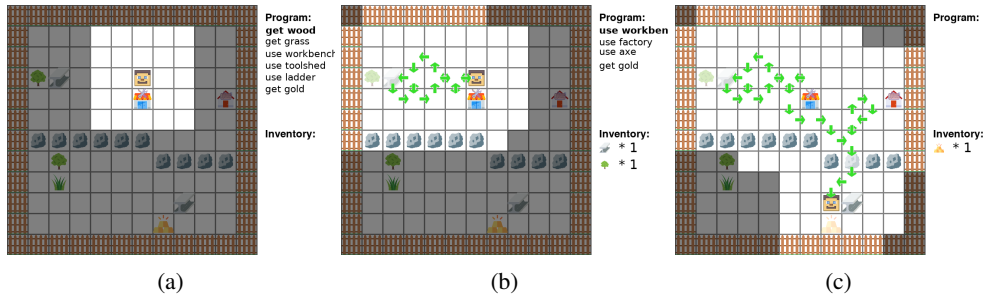 Program:
get wood
get grass
use workbench
use toolshed
use ladder
get gold
Inventory:
(a)
Program:
use workben
use factory
use axe
get gold
Inventory:
* 1
* 1
(b)
Program:
Inventory:
* 1
(c)